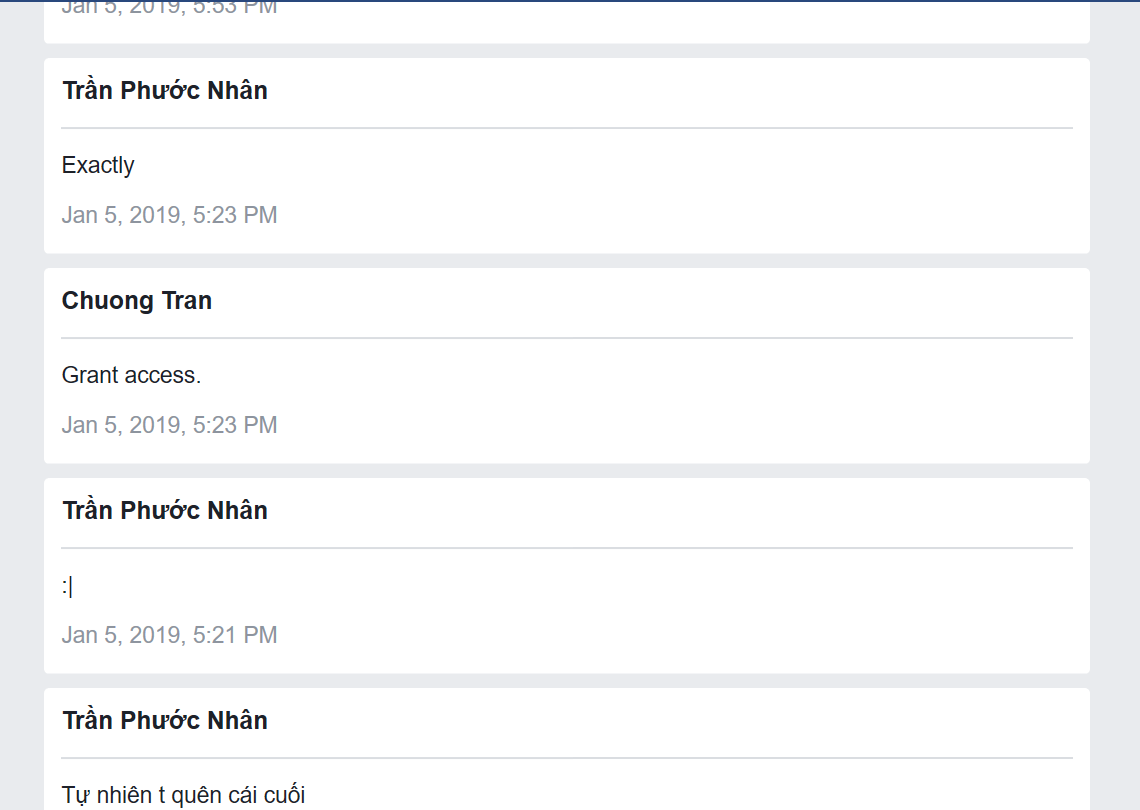 Jan 5, 2019, 5:53 PM
Trần Phước Nhân
Exactly
Jan 5, 2019, 5:23 PM
Chuong Tran
Grant access.
Jan 5, 2019, 5:23 PM
Trần Phước Nhân
:|
Jan 5, 2019, 5:21 PM
Trần Phước Nhân
Tự nhiên t quên cái cuối